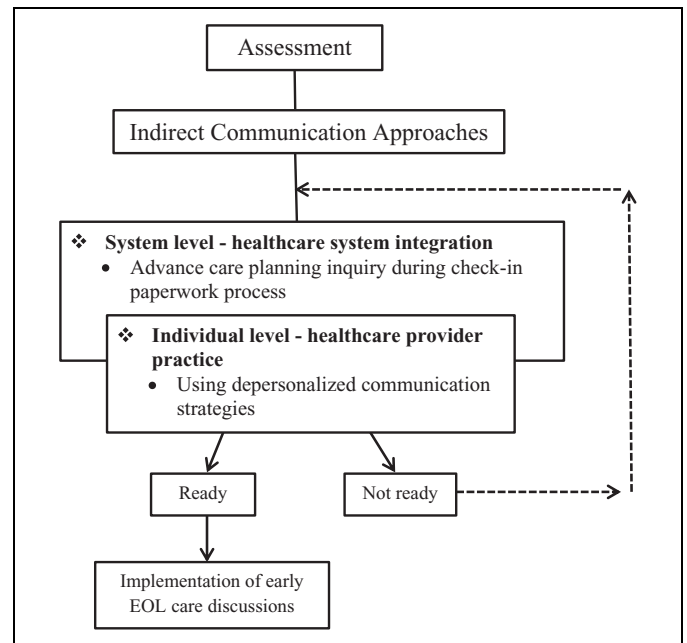 Assessment
Indirect Communication Approaches
❖ System level - healthcare system integration
• Advance care planning inquiry during check-in
paperwork process
❖ Individual level - healthcare provider
practice
• Using depersonalized communication
strategies
Ready
Not ready
Implementation of early
EOL care discussions